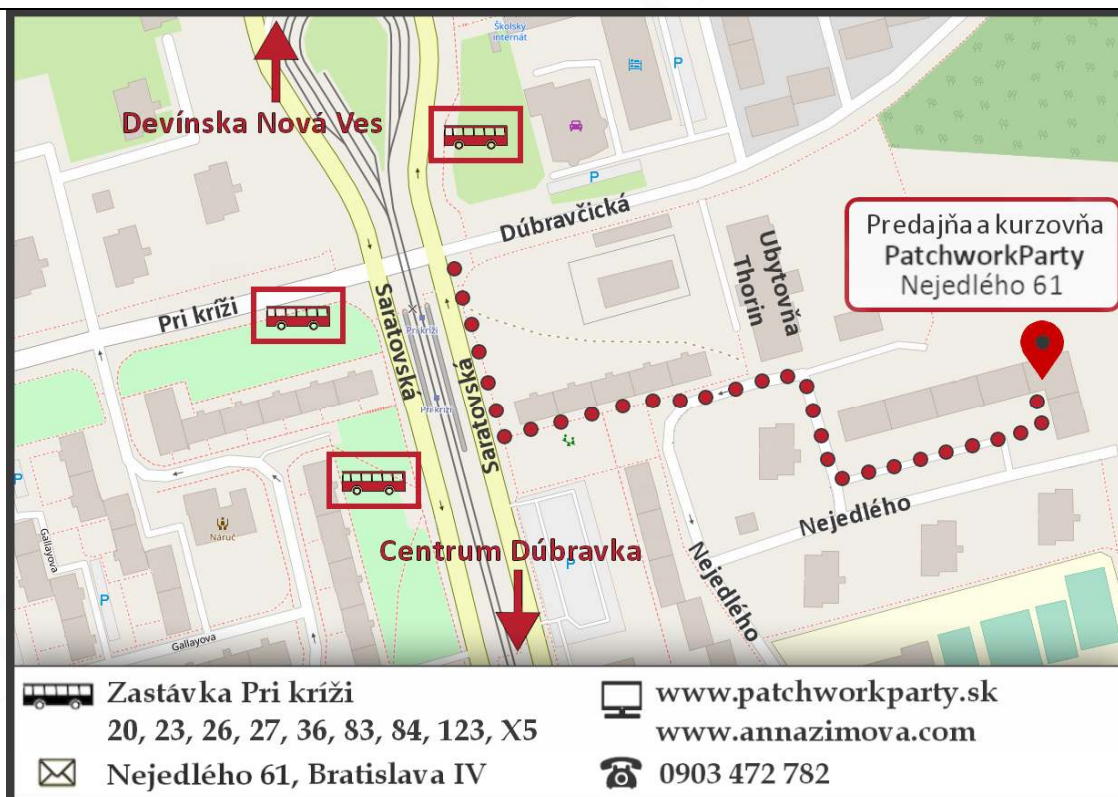 Školský
internát
P
Devínska Nová Ves
P
Dúbravčická
Predajňa a kurzovňa
PatchworkParty
Nejedlého 61
Ubytovňa
Thorin
Pri kríži
Saratovská
Pri kríži
Saratovská
Pri kríži
P
Nejedlého
Náruč
Gallayova
Centrum Dúbravka
P
Nejedlého
P
Gallayova
Zastávka Pri kríži
20, 23, 26, 27, 36, 83, 84, 123, X5
Nejedlého 61, Bratislava IV
www.patchworkparty.sk
www.annazimova.com
0903 472 782